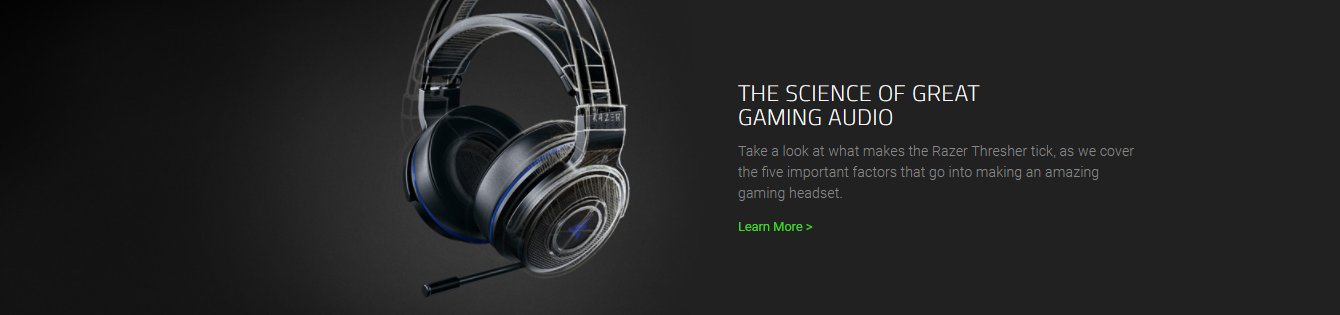 RAZER
THE SCIENCE OF GREAT
GAMING AUDIO
Take a look at what makes the Razer Thresher tick, as we cover
the five important factors that go into making an amazing
gaming headset.
Learn More >